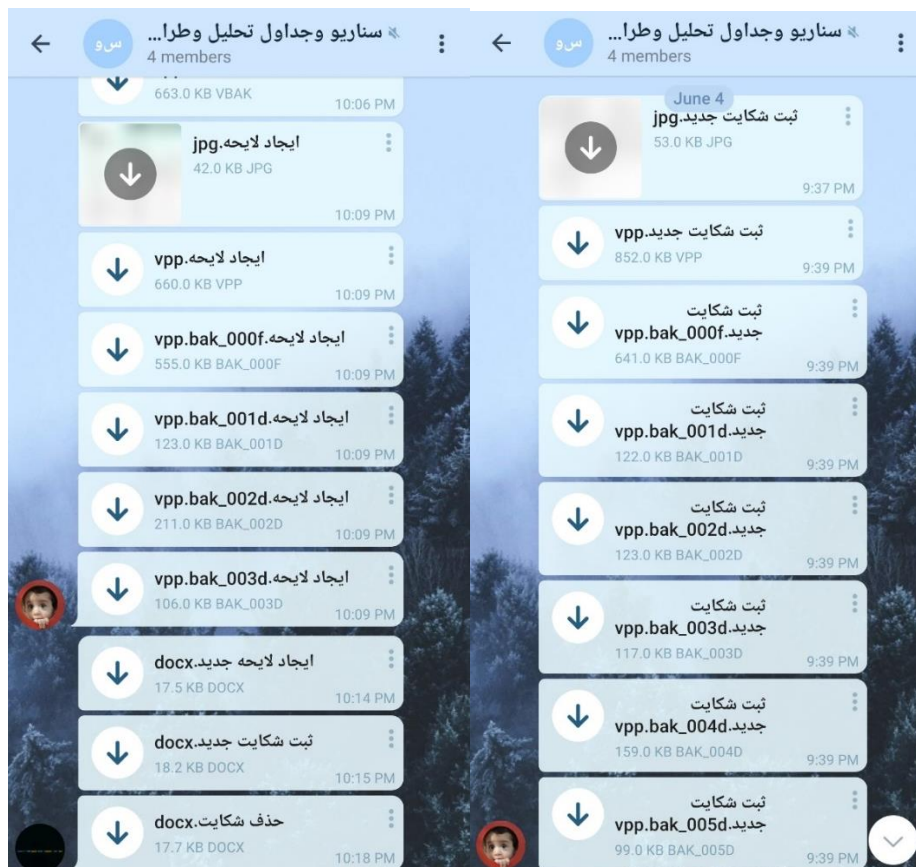 سناریو وجداول تحلیل وطرا...
س‌و
4 members
663.0 KB VBAK
10:06 PM
ایجاد لایحه.jpg
42.0 KB JPG
10:09 PM
ایجاد لایحه.vpp
660.0 KB VPP
10:09 PM
ایجاد لایحه.vpp.bak_000f
555.0 KB BAK_000F
10:09 PM
ایجاد لایحه.vpp.bak_001d
123.0 KB BAK_001D
10:09 PM
ایجاد لایحه.vpp.bak_002d
211.0 KB BAK_002D
10:09 PM
ایجاد لایحه.vpp.bak_003d
106.0 KB BAK_003D
10:09 PM
ایجاد لایحه جدید.docx
17.5 KB DOCX
10:14 PM
ثبت شکایت جدید.docx
18.2 KB DOCX
10:15 PM
حذف شکایت.docx
17.7 KB DOCX
10:18 PM
سناریو وجداول تحلیل وطرا...
س‌و
4 members
June 4
ثبت شکایت جدید.jpg
53.0 KB JPG
9:37 PM
ثبت شکایت جدید.vpp
852.0 KB VPP
9:39 PM
ثبت شکایت
جدید.vpp.bak_000f
641.0 KB BAK_000F
9:39 PM
ثبت شکایت
جدید.vpp.bak_001d
122.0 KB BAK_001D
9:39 PM
ثبت شکایت
جدید.vpp.bak_002d
123.0 KB BAK_002D
9:39 PM
ثبت شکایت
جدید.vpp.bak_003d
117.0 KB BAK_003D
9:39 PM
ثبت شکایت
جدید.vpp.bak_004d
159.0 KB BAK_004D
9:39 PM
ثبت شکایت
جدید.vpp.bak_005d
99.0 KB BAK_005D
9:39 PM